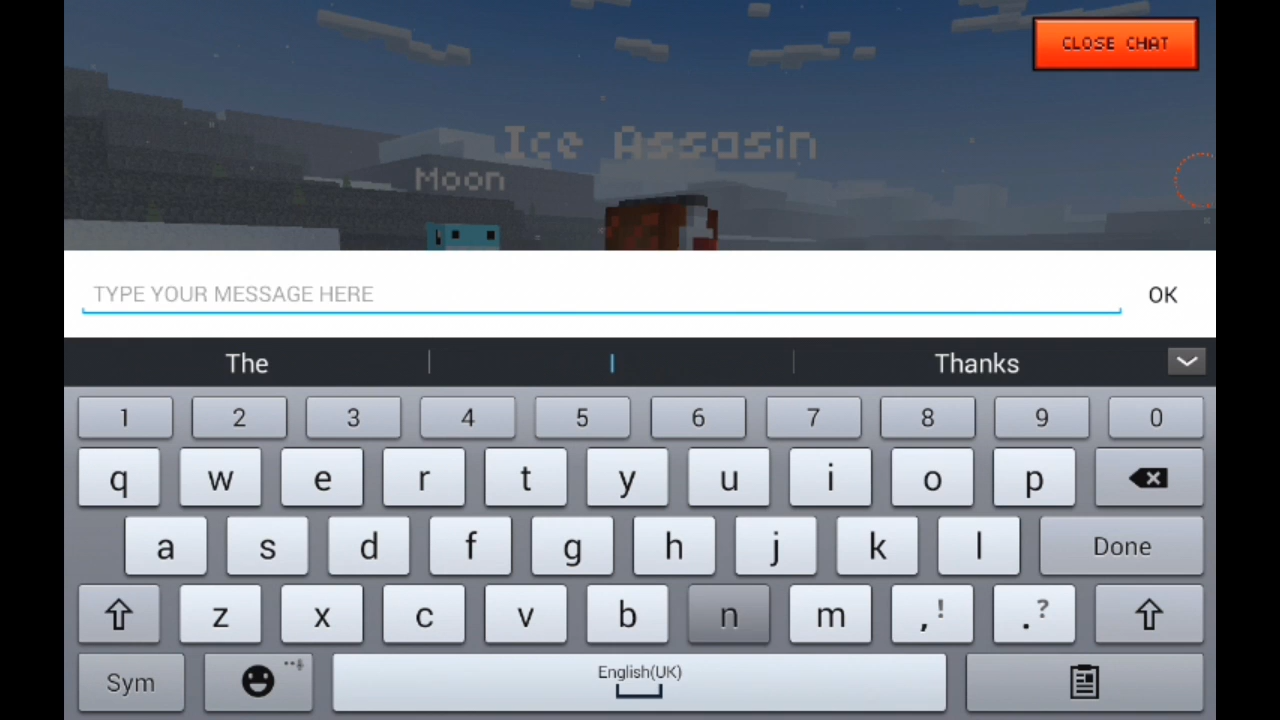 CLOSE CHAT
Ice Assasin
Moon
TYPE YOUR MESSAGE HERE
OK
The I Thanks
1 2 3 4 5 6 7 8 9 0
q w e r t y u i o p
a s d f g h j k l Done
z x c v b n m , ! . ?
Sym English(UK)